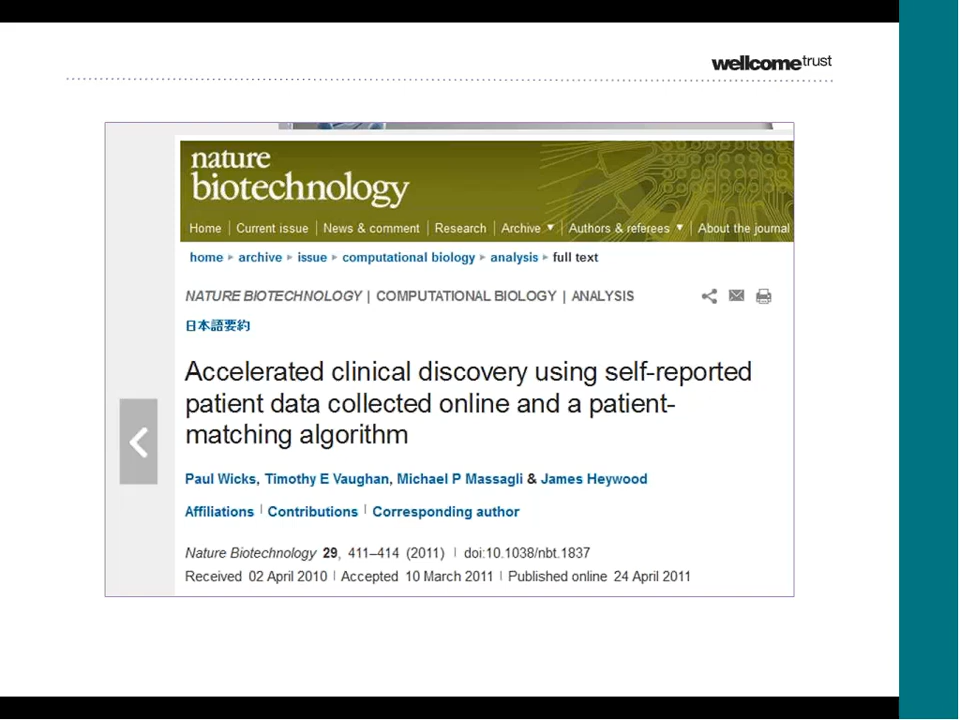 wellcometrust
nature
biotechnology
Home | Current issue | News & comment | Research | Archive ▼ | Authors & referees ▼ | About the journal
home ▸ archive ▸ issue ▸ computational biology ▸ analysis ▸ full text
NATURE BIOTECHNOLOGY | COMPUTATIONAL BIOLOGY | ANALYSIS
日本語要約
Accelerated clinical discovery using self-reported
patient data collected online and a patient-
matching algorithm
Paul Wicks, Timothy E Vaughan, Michael P Massagli & James Heywood
Affiliations | Contributions | Corresponding author
Nature Biotechnology 29, 411–414 (2011) | doi:10.1038/nbt.1837
Received 02 April 2010 | Accepted 10 March 2011 | Published online 24 April 2011